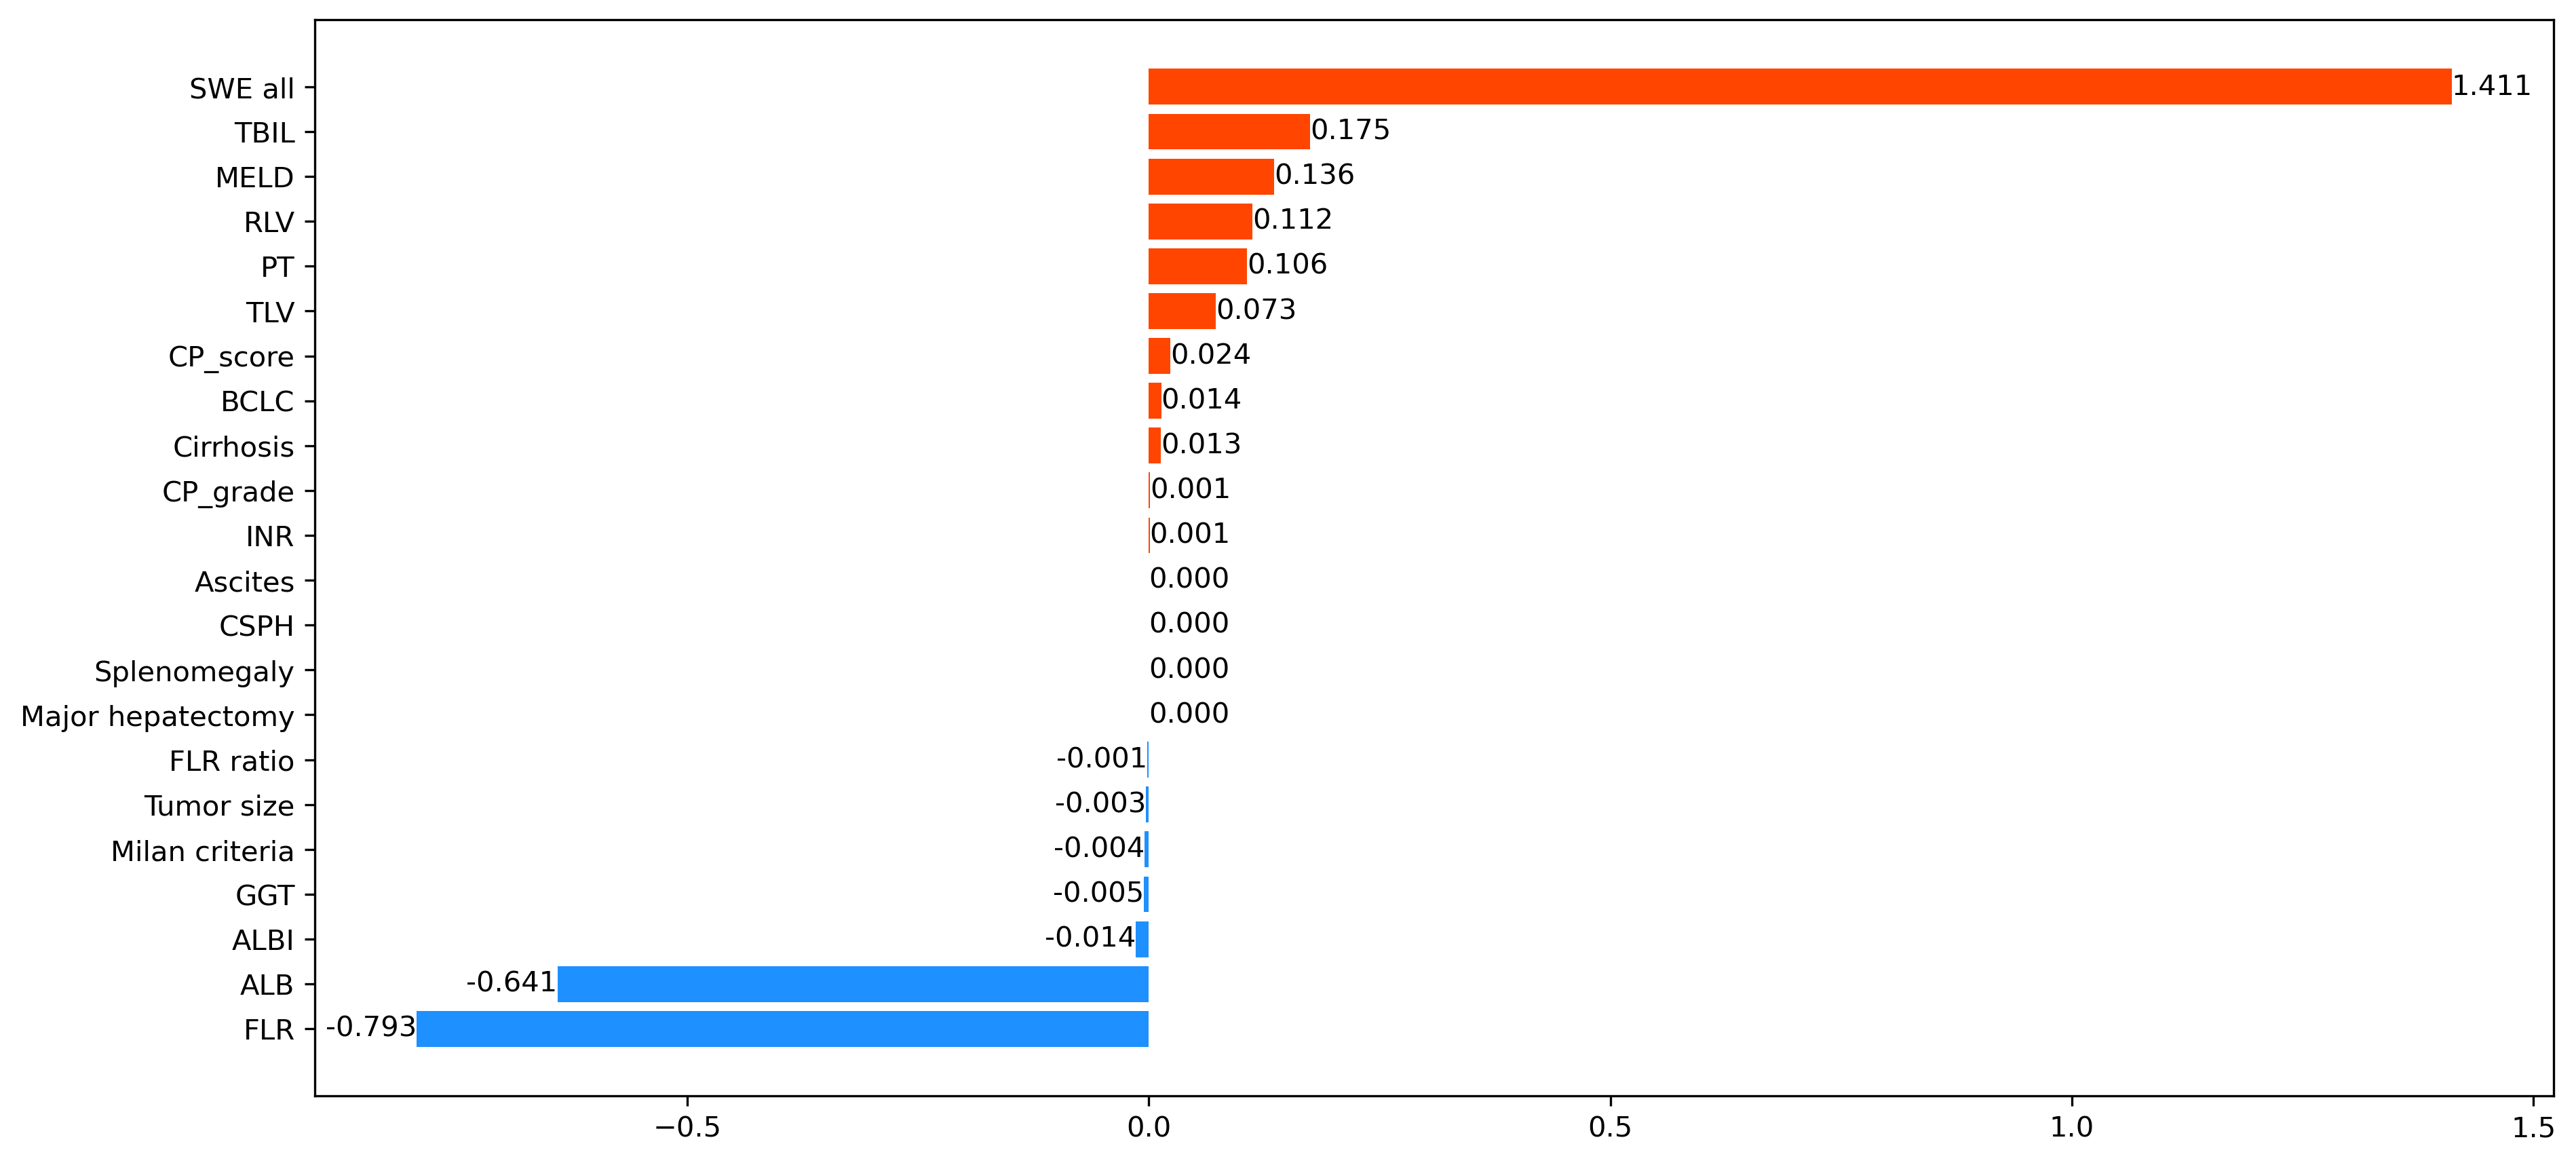 SWE all 1.411
TBIL 0.175
MELD 0.136
RLV 0.112
PT 0.106
TLV 0.073
CP_score 0.024
BCLC 0.014
Cirrhosis 0.013
CP_grade 0.001
INR 0.001
Ascites 0.000
CSPH 0.000
Splenomegaly 0.000
Major hepatectomy 0.000
FLR ratio -0.001
Tumor size -0.003
Milan criteria -0.004
GGT -0.005
ALBI -0.014
ALB -0.641
FLR -0.793
−0.5 0.0 0.5 1.0 1.5